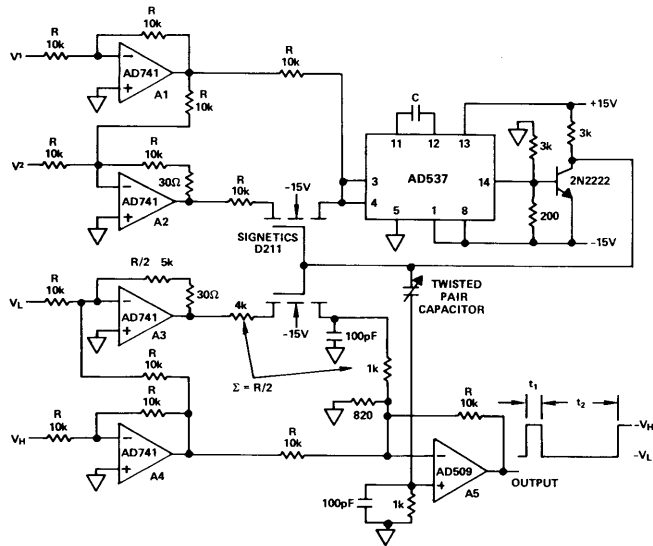 R
10k
R
10k
V1
–
AD741
+
A1
R
10k
R
10k
R
10k
V2
R
10k
30Ω
–
AD741
+
A2
R
10k
–15V
SIGNETICS
D211
C
11
12
13
3
4
AD537
14
5
1
8
+15V
3k
3k
2N2222
200
–15V
R/2 5k
R
10k
VL
30Ω
–
AD741
+
A3
4k
–15V
100pF
TWISTED
PAIR
CAPACITOR
1k
Σ = R/2
R
10k
820
R
10k
R
10k
VH
R
10k
–
AD741
+
A4
R
10k
–
AD509
+
A5
OUTPUT
100pF
1k
t1
t2
–VH
–VL